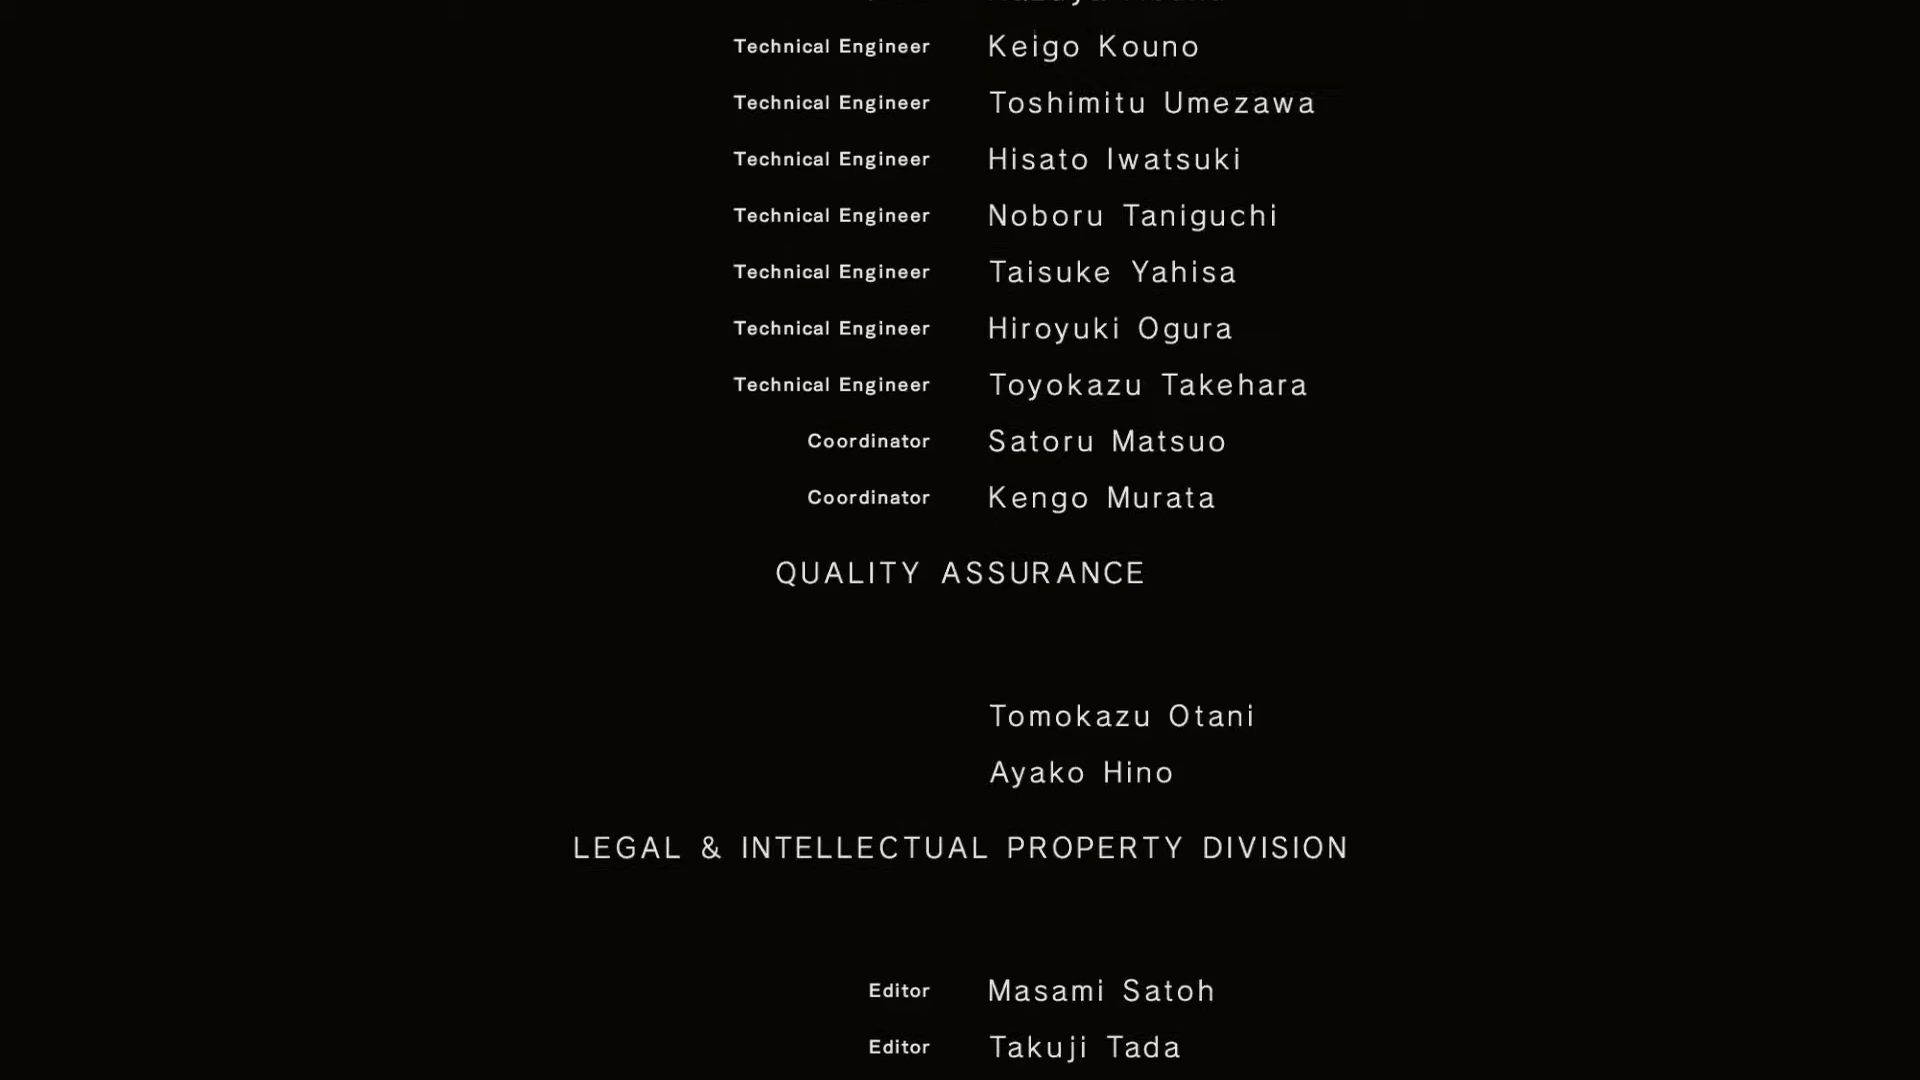 Technical Engineer Keigo Kouno
Technical Engineer Toshimitu Umezawa
Technical Engineer Hisato Iwatsuki
Technical Engineer Noboru Taniguchi
Technical Engineer Taisuke Yahisa
Technical Engineer Hiroyuki Ogura
Technical Engineer Toyokazu Takehara
Coordinator Satoru Matsuo
Coordinator Kengo Murata
QUALITY ASSURANCE
Tomokazu Otani
Ayako Hino
LEGAL & INTELLECTUAL PROPERTY DIVISION
Editor Masami Satoh
Editor Takuji Tada